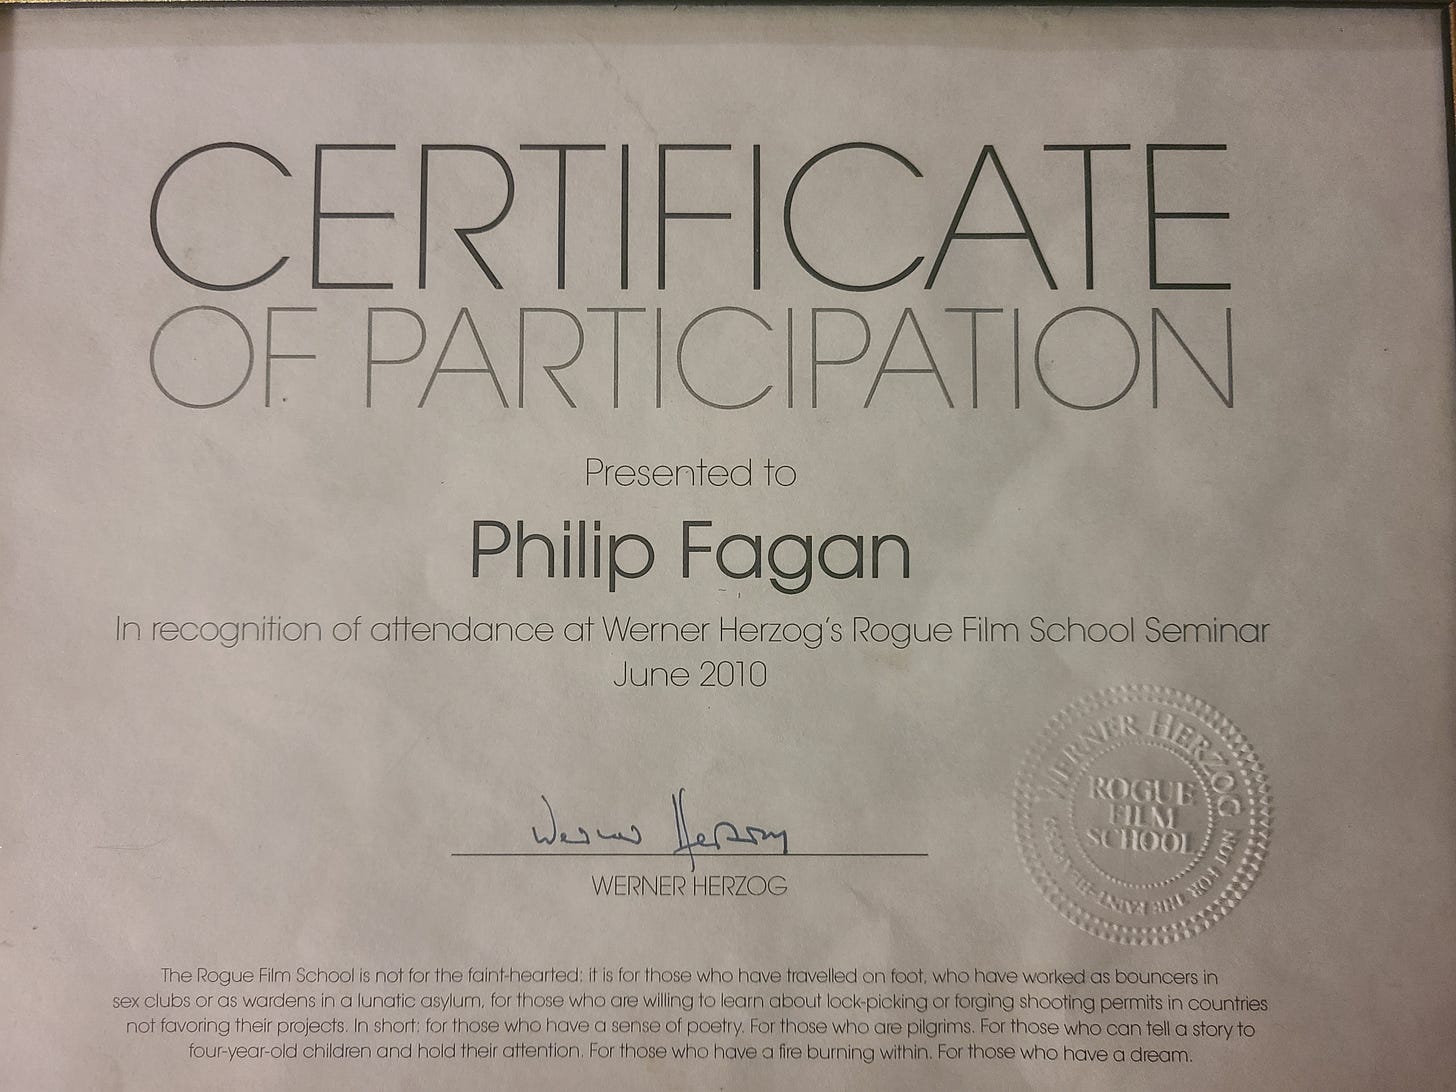 CERTIFICATE
OF PARTICIPATION
Presented to
Philip Fagan
In recognition of attendance at Werner Herzog's Rogue Film School Seminar
June 2010
Werner Herzog
WERNER HERZOG
WERNER HERZOG
ROGUE
FILM
SCHOOL
NOT FOR THE FAINT-HEARTED
The Rogue Film School is not for the faint-hearted: it is for those who have travelled on foot, who have worked as bouncers in
sex clubs or as wardens in a lunatic asylum, for those who are willing to learn about lock-picking or forging shooting permits in countries
not favoring their projects. In short: for those who have a sense of poetry. For those who are pilgrims. For those who can tell a story to
four-year-old children and hold their attention. For those who have a fire burning within. For those who have a dream.